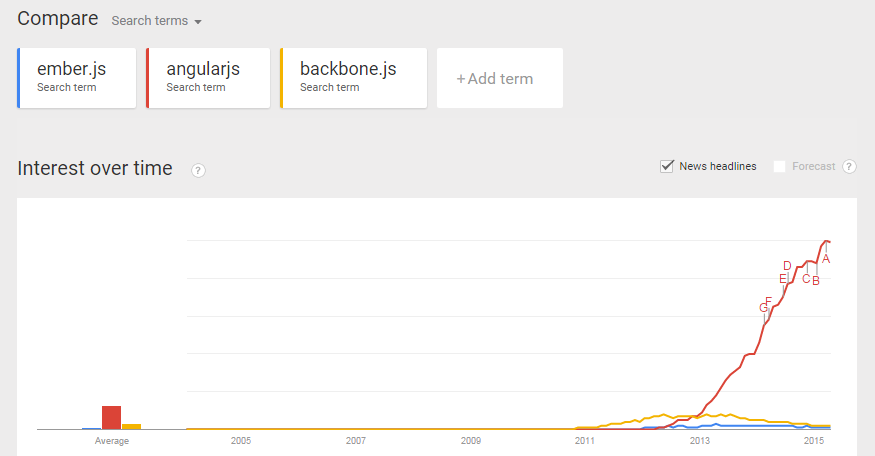 Compare Search terms
ember.js angularjs backbone.js +Add term
Search term Search term Search term
Interest over time ? News headlines Forecast ?
A
D
E C B
F
G
Average 2005 2007 2009 2011 2013 2015